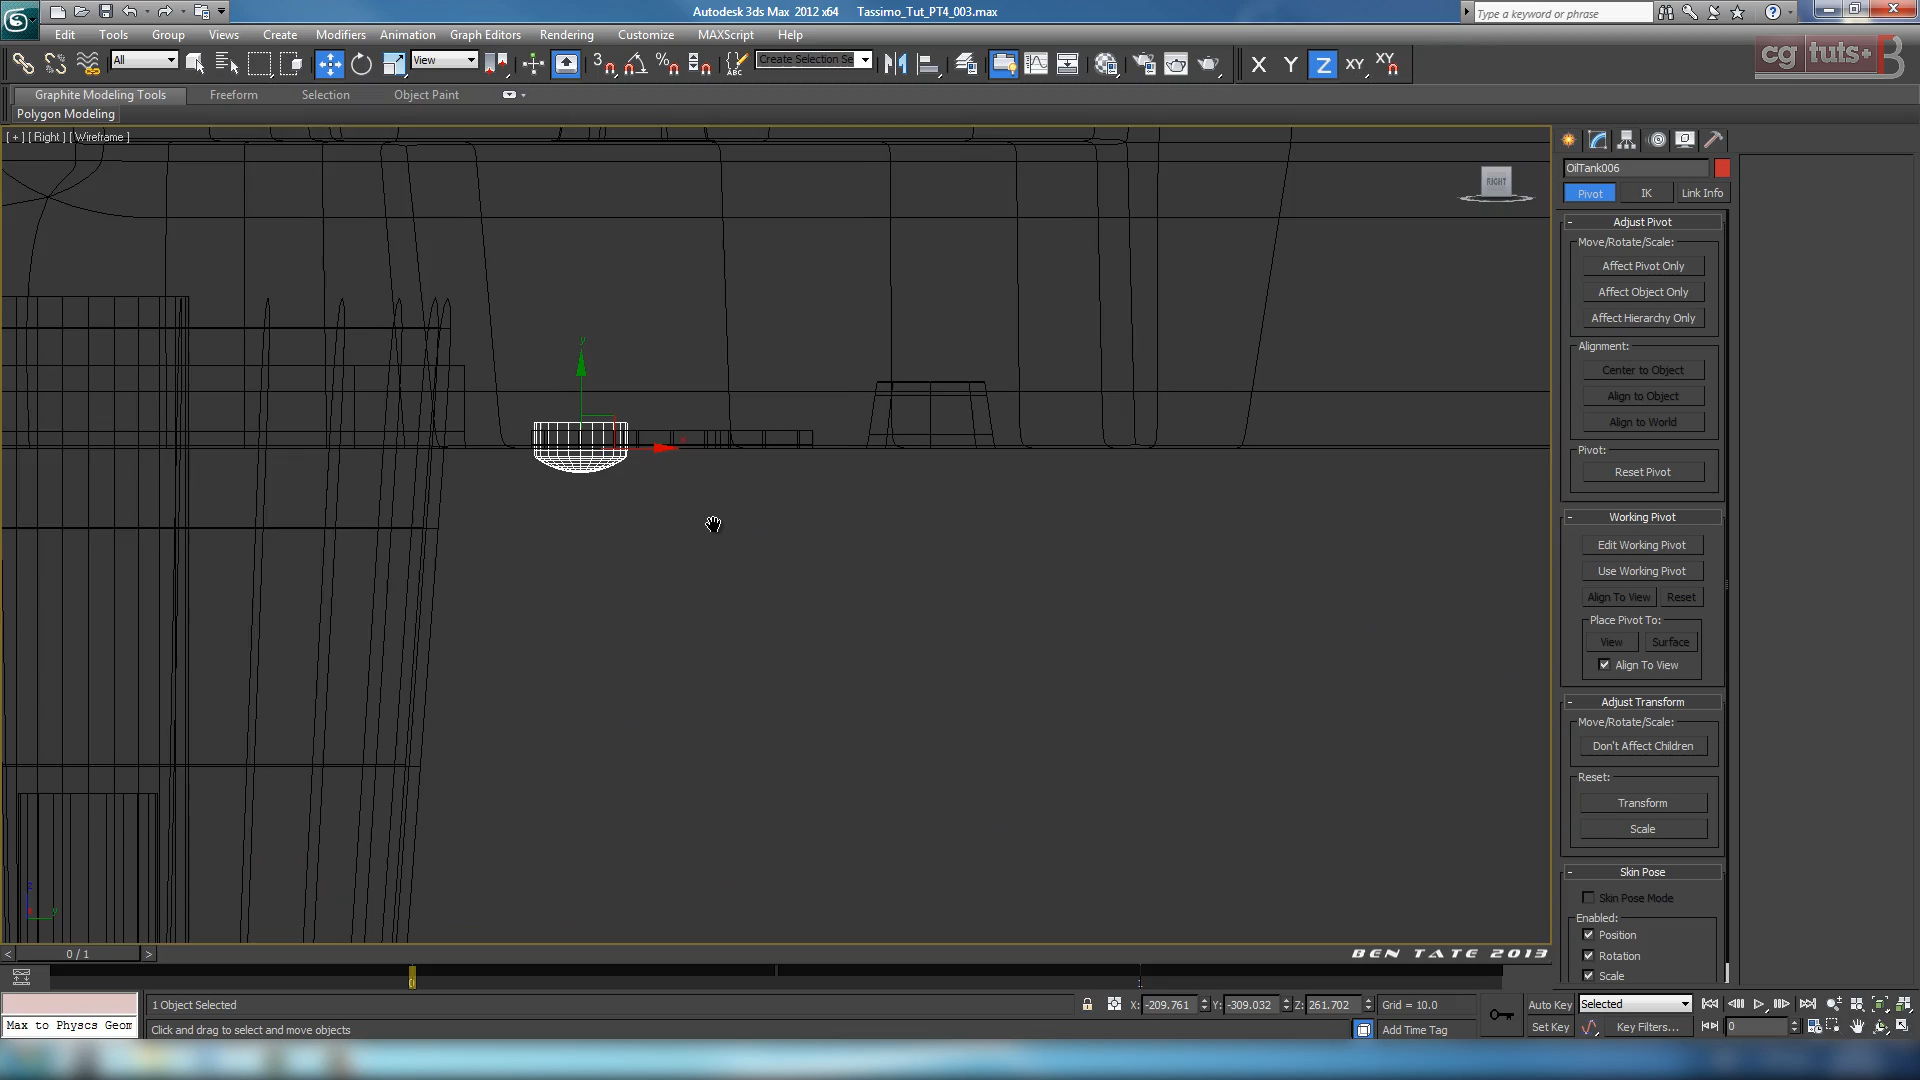 Autodesk 3ds Max 2012 x64 Tassimo_Tut_PT4_003.max
Type a keyword or phrase
Edit Tools Group Views Create Modifiers Animation Graph Editors Rendering Customize MAXScript Help
All View Create Selection Se X Y Z XY XY
cg tuts+
Graphite Modeling Tools Freeform Selection Object Paint
Polygon Modeling
[ + ] [ Right ] [ Wireframe ]
RIGHT
OilTank006
Pivot IK Link Info
- Adjust Pivot
Move/Rotate/Scale:
Affect Pivot Only
Affect Object Only
Affect Hierarchy Only
Alignment:
Center to Object
Align to Object
Align to World
Pivot:
Reset Pivot
- Working Pivot
Edit Working Pivot
Use Working Pivot
Align To View Reset
Place Pivot To:
View Surface
Align To View
- Adjust Transform
Move/Rotate/Scale:
Don't Affect Children
Reset:
Transform
Scale
- Skin Pose
Skin Pose Mode
Enabled:
Position
Rotation
Scale
y
x
z
y
BEN TATE 2013
< 0 / 1 >
0 1
1 Object Selected X: -209.761 Y: -309.032 Z: 261.702 Grid = 10.0 Auto Key Selected
Max to Physcs Geom Click and drag to select and move objects Add Time Tag Set Key Key Filters... 0